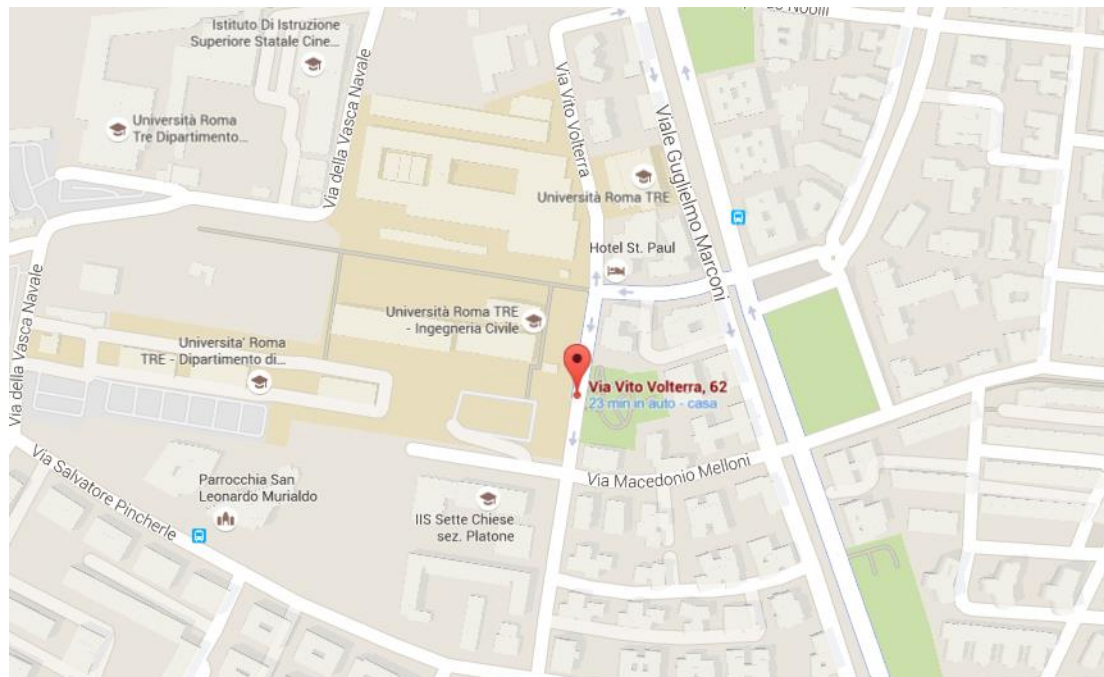 Istituto Di Istruzione
Superiore Statale Cine...
Università Roma
Tre Dipartimento...
Via della Vasca Navale
Via Vito Volterra
Viale Guglielmo Marconi
Università Roma TRE
Hotel St. Paul
Via della Vasca Navale
Università Roma TRE
- Ingegneria Civile
Universita' Roma
TRE - Dipartimento di...
Via Vito Volterra, 62
23 min in auto - casa
Via Salvatore Pincherle
Parrocchia San
Leonardo Murialdo
Via Macedonio Melloni
IIS Sette Chiese
sez. Platone